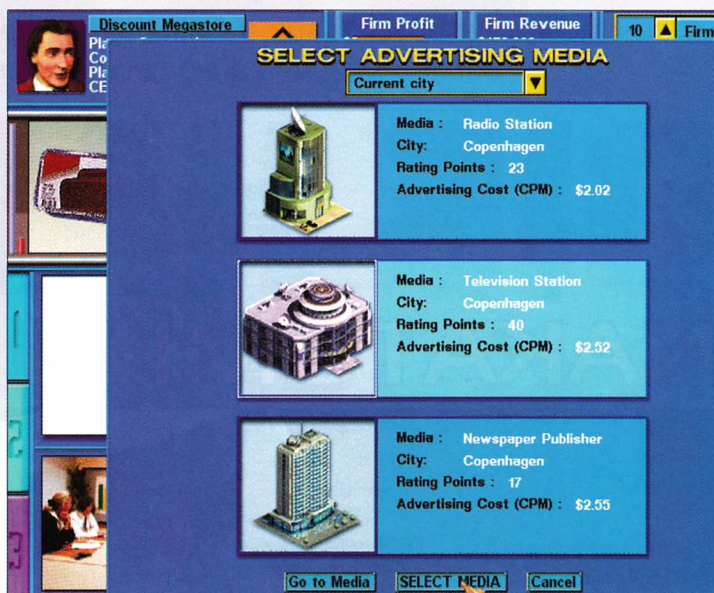 Discount Megastore
Firm Profit
Firm Revenue
10
Firm
SELECT ADVERTISING MEDIA
Current city
Media : Radio Station
City: Copenhagen
Rating Points : 23
Advertising Cost (CPM) : $2.02
Media : Television Station
City: Copenhagen
Rating Points : 40
Advertising Cost (CPM) : $2.52
Media : Newspaper Publisher
City: Copenhagen
Rating Points : 17
Advertising Cost (CPM) : $2.55
Go to Media
SELECT MEDIA
Cancel